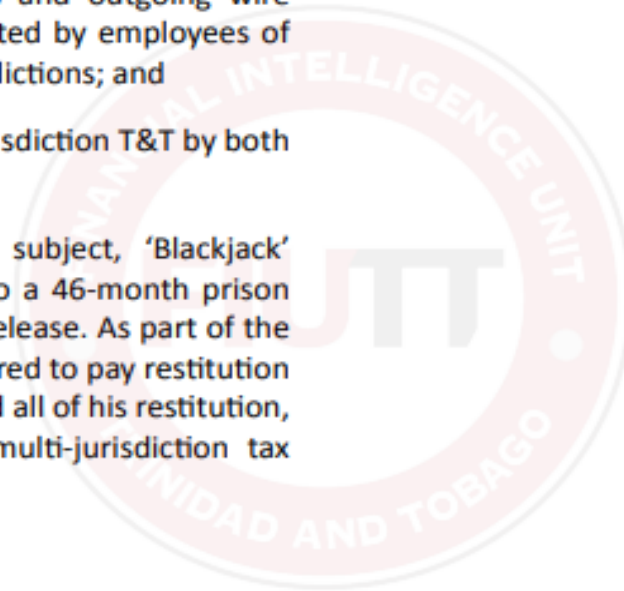 and outgoing wire
ted by employees of
dictions; and
sdiction T&T by both
subject, ‘Blackjack’
o a 46-month prison
elease. As part of the
red to pay restitution
l all of his restitution,
multi-jurisdiction tax
FINANCIAL INTELLIGENCE UNIT
FIUTT
TRINIDAD AND TOBAGO